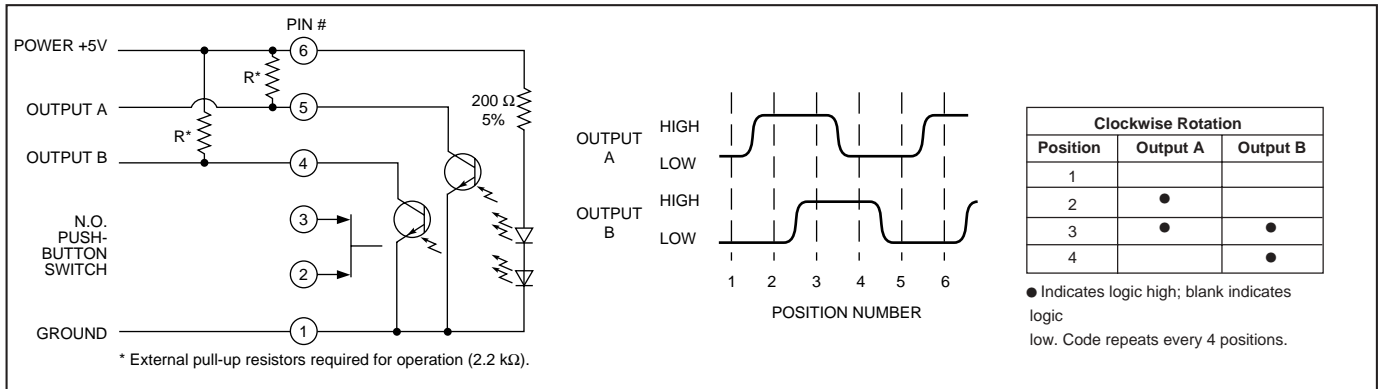 PIN #
POWER +5V
6
R*
OUTPUT A
5
200 Ω
5%
R*
OUTPUT B
4
N.O.
PUSH-
BUTTON
SWITCH
3
2
GROUND
1
* External pull-up resistors required for operation (2.2 kΩ).
OUTPUT
A
HIGH
LOW
OUTPUT
B
HIGH
LOW
1 2 3 4 5 6
POSITION NUMBER
Clockwise Rotation
Position Output A Output B
1
2 ●
3 ● ●
4 ●
● Indicates logic high; blank indicates
logic
low. Code repeats every 4 positions.